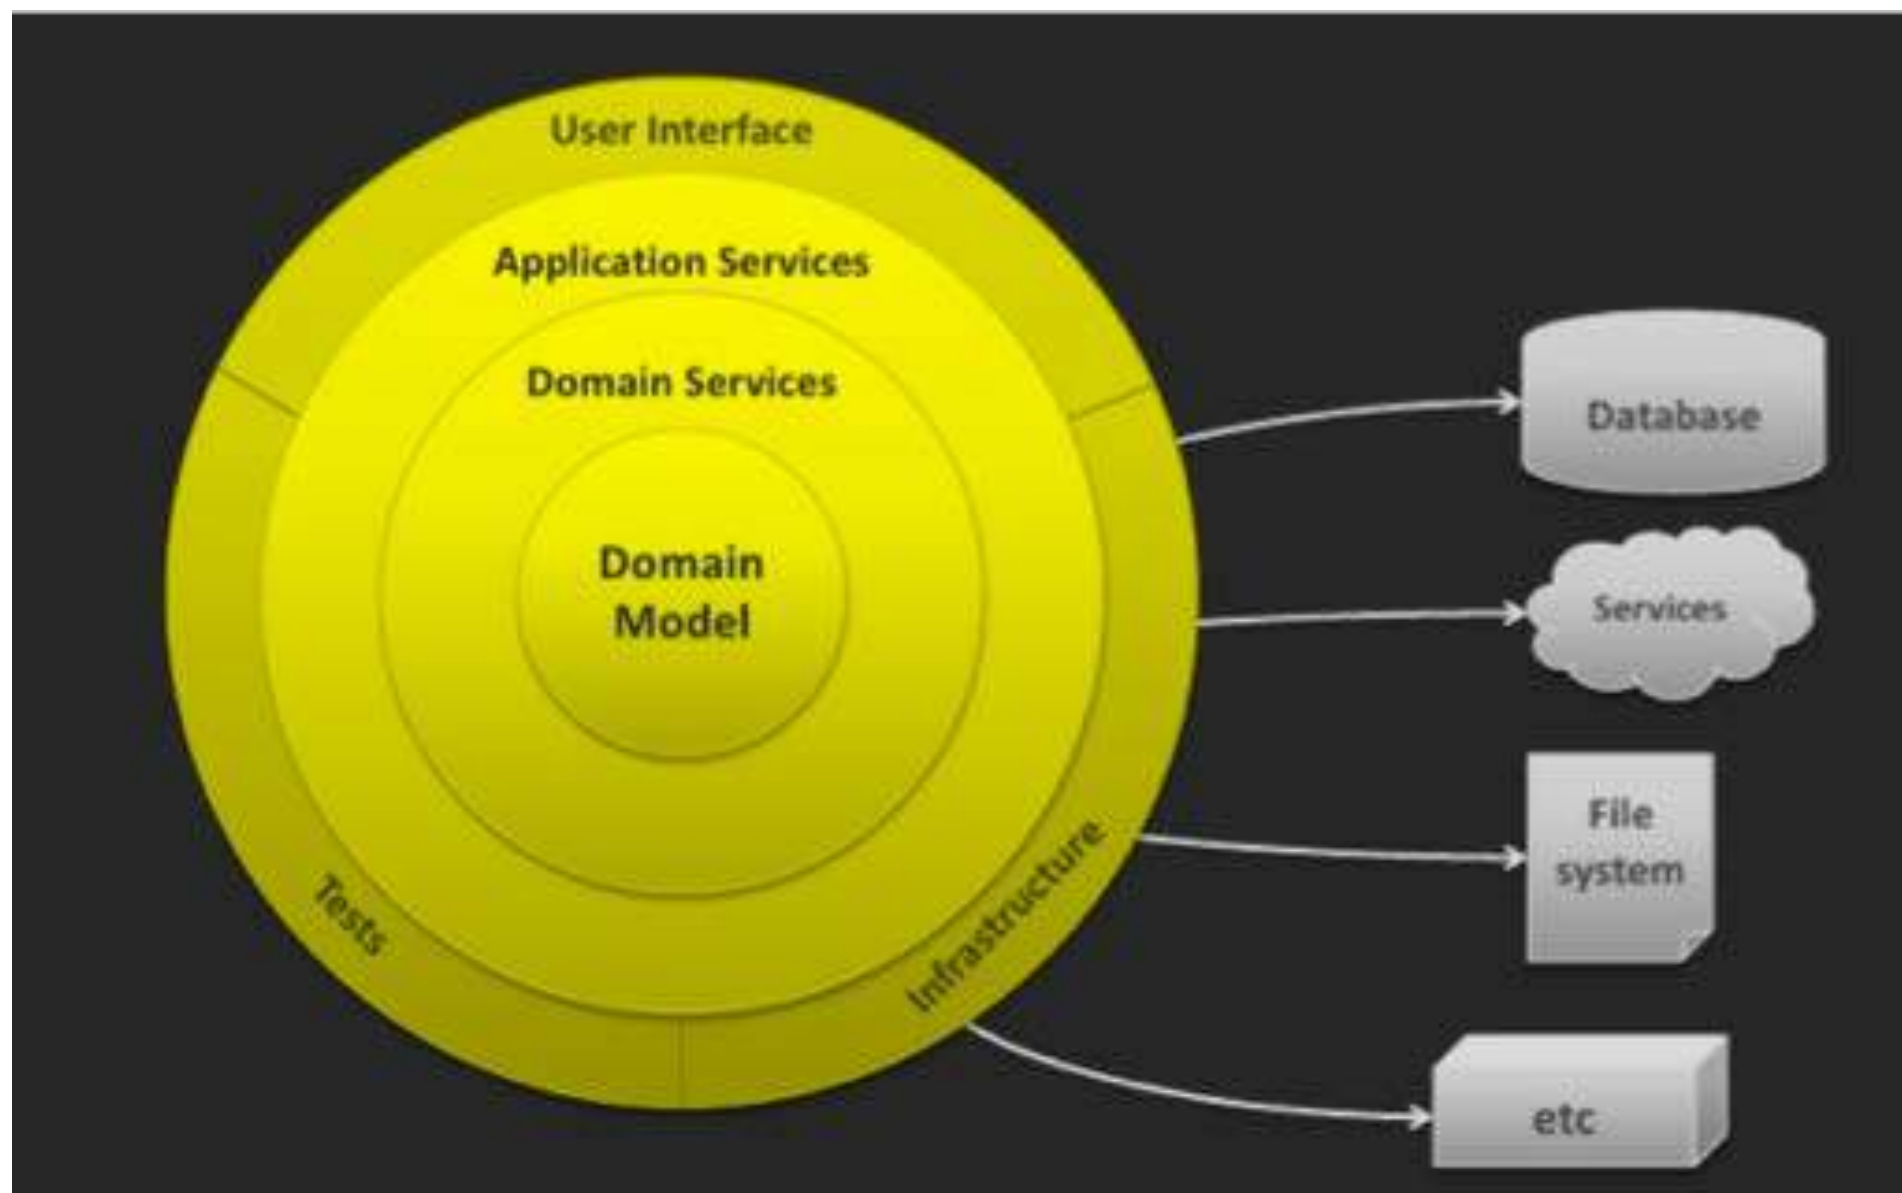 User Interface
Application Services
Domain Services
Domain
Model
Tests
Infrastructure
Database
Services
File
system
etc